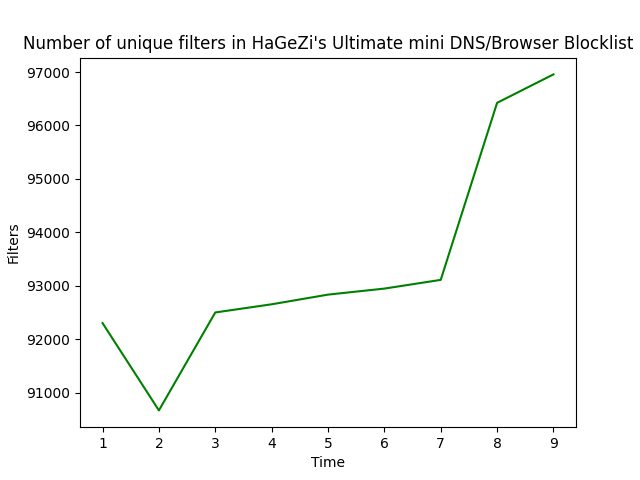 Number of unique filters in HaGeZi's Ultimate mini DNS/Browser Blocklist
97000
96000
95000
94000
93000
92000
91000
Filters
1 2 3 4 5 6 7 8 9
Time